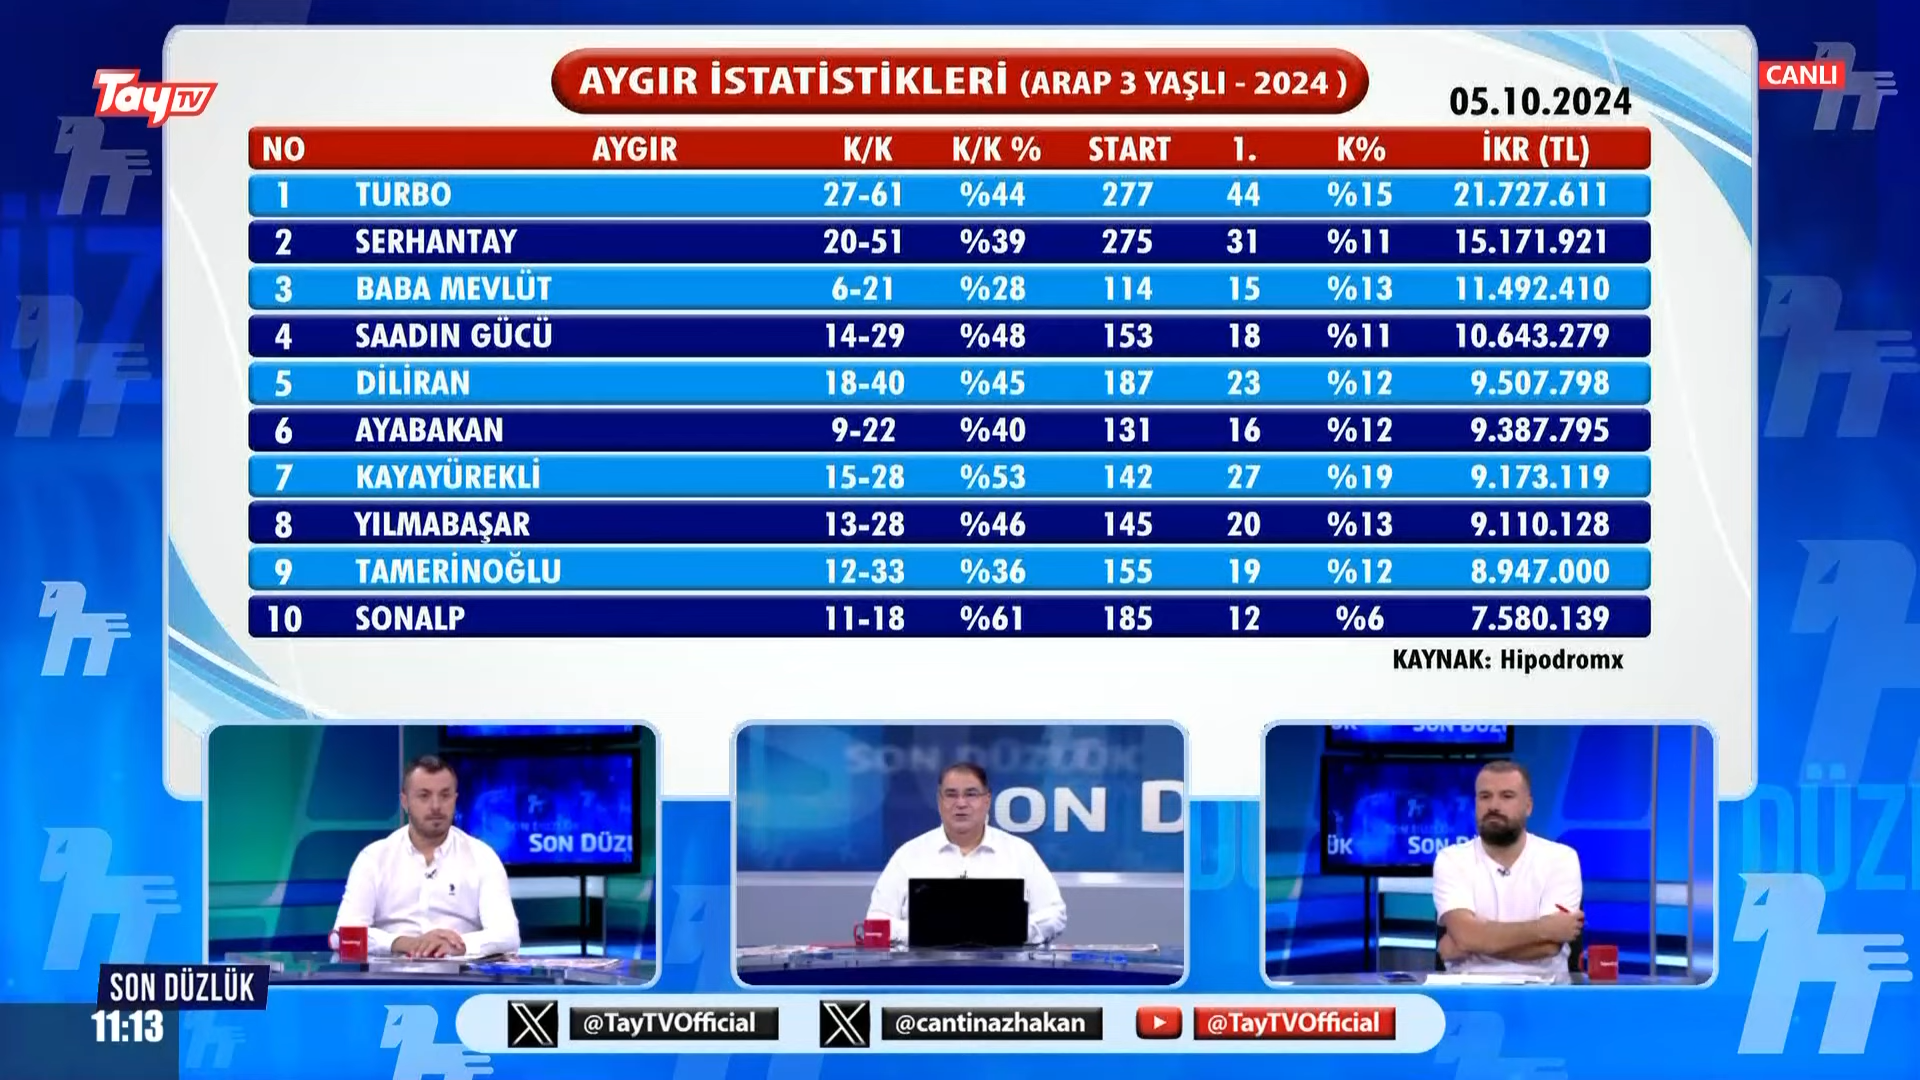 Tay TV
AYGIR İSTATİSTİKLERİ (ARAP 3 YAŞLI - 2024 )
CANLI
05.10.2024
NO AYGIR K/K K/K % START 1. K% İKR (TL)
1 TURBO 27-61 %44 277 44 %15 21.727.611
2 SERHANTAY 20-51 %39 275 31 %11 15.171.921
3 BABA MEVLÜT 6-21 %28 114 15 %13 11.492.410
4 SAADIN GÜCÜ 14-29 %48 153 18 %11 10.643.279
5 DİLİRAN 18-40 %45 187 23 %12 9.507.798
6 AYABAKAN 9-22 %40 131 16 %12 9.387.795
7 KAYAYÜREKLİ 15-28 %53 142 27 %19 9.173.119
8 YILMABAŞAR 13-28 %46 145 20 %13 9.110.128
9 TAMERİNOĞLU 12-33 %36 155 19 %12 8.947.000
10 SONALP 11-18 %61 185 12 %6 7.580.139
KAYNAK: Hipodromx
SON DÜZLÜK
ON D
SON DÜZL
ÜK SON D
SON DÜZLÜK
11:13
@TayTVOfficial @cantinazhakan @TayTVOfficial